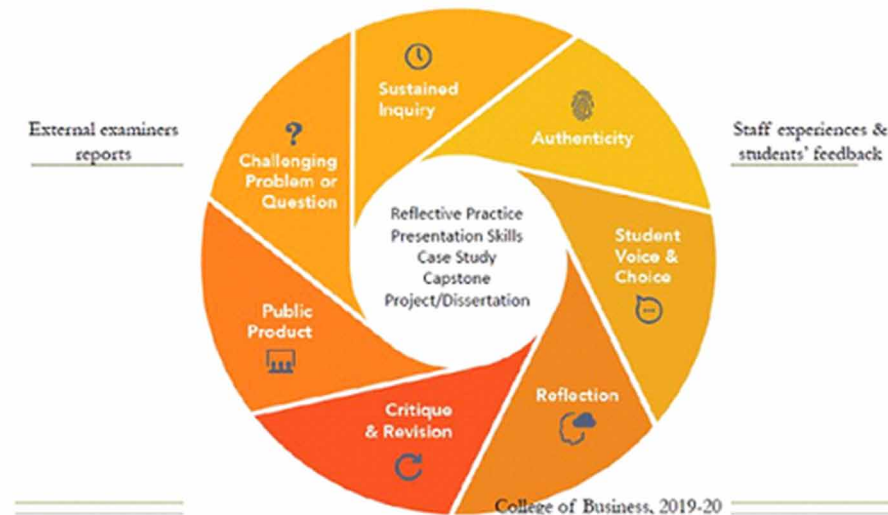 Sustained
Inquiry
Authenticity
Student
Voice &
Choice
Reflection
Critique
& Revision
Public
Product
?
Challenging
Problem or
Question
Reflective Practice
Presentation Skills
Case Study
Capstone
Project/Dissertation
External examiners
reports
Staff experiences &
students' feedback
College of Business, 2019-20